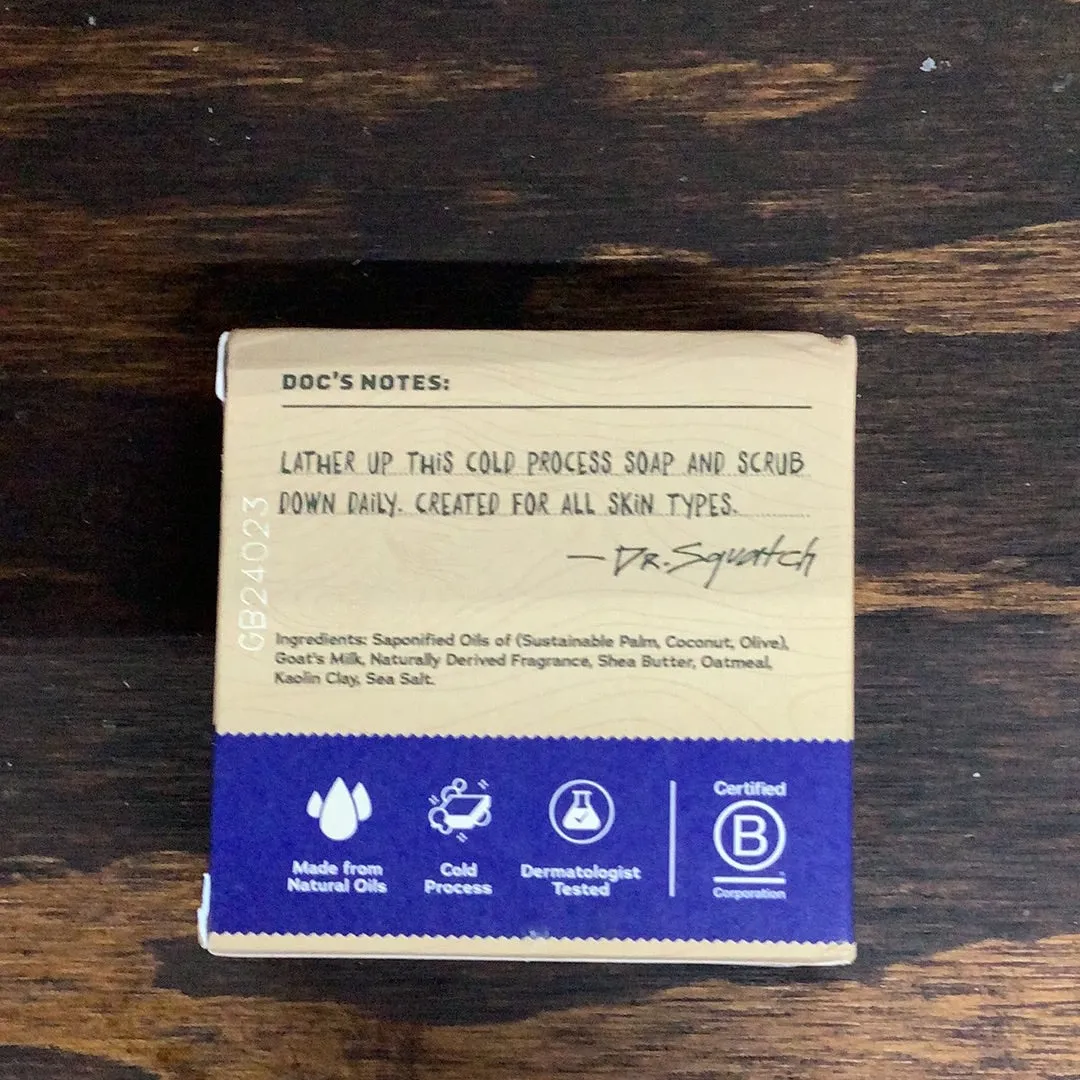 DOC'S NOTES:
LATHER UP THIS COLD PROCESS SOAP AND SCRUB
DOWN DAILY. CREATED FOR ALL SKIN TYPES.
— DR. Squatch
GB24023
Ingredients: Saponified Oils of (Sustainable Palm, Coconut, Olive),
Goat's Milk, Naturally Derived Fragrance, Shea Butter, Oatmeal,
Kaolin Clay, Sea Salt.
Made from
Natural Oils
Cold
Process
Dermatologist
Tested
Certified
B
Corporation